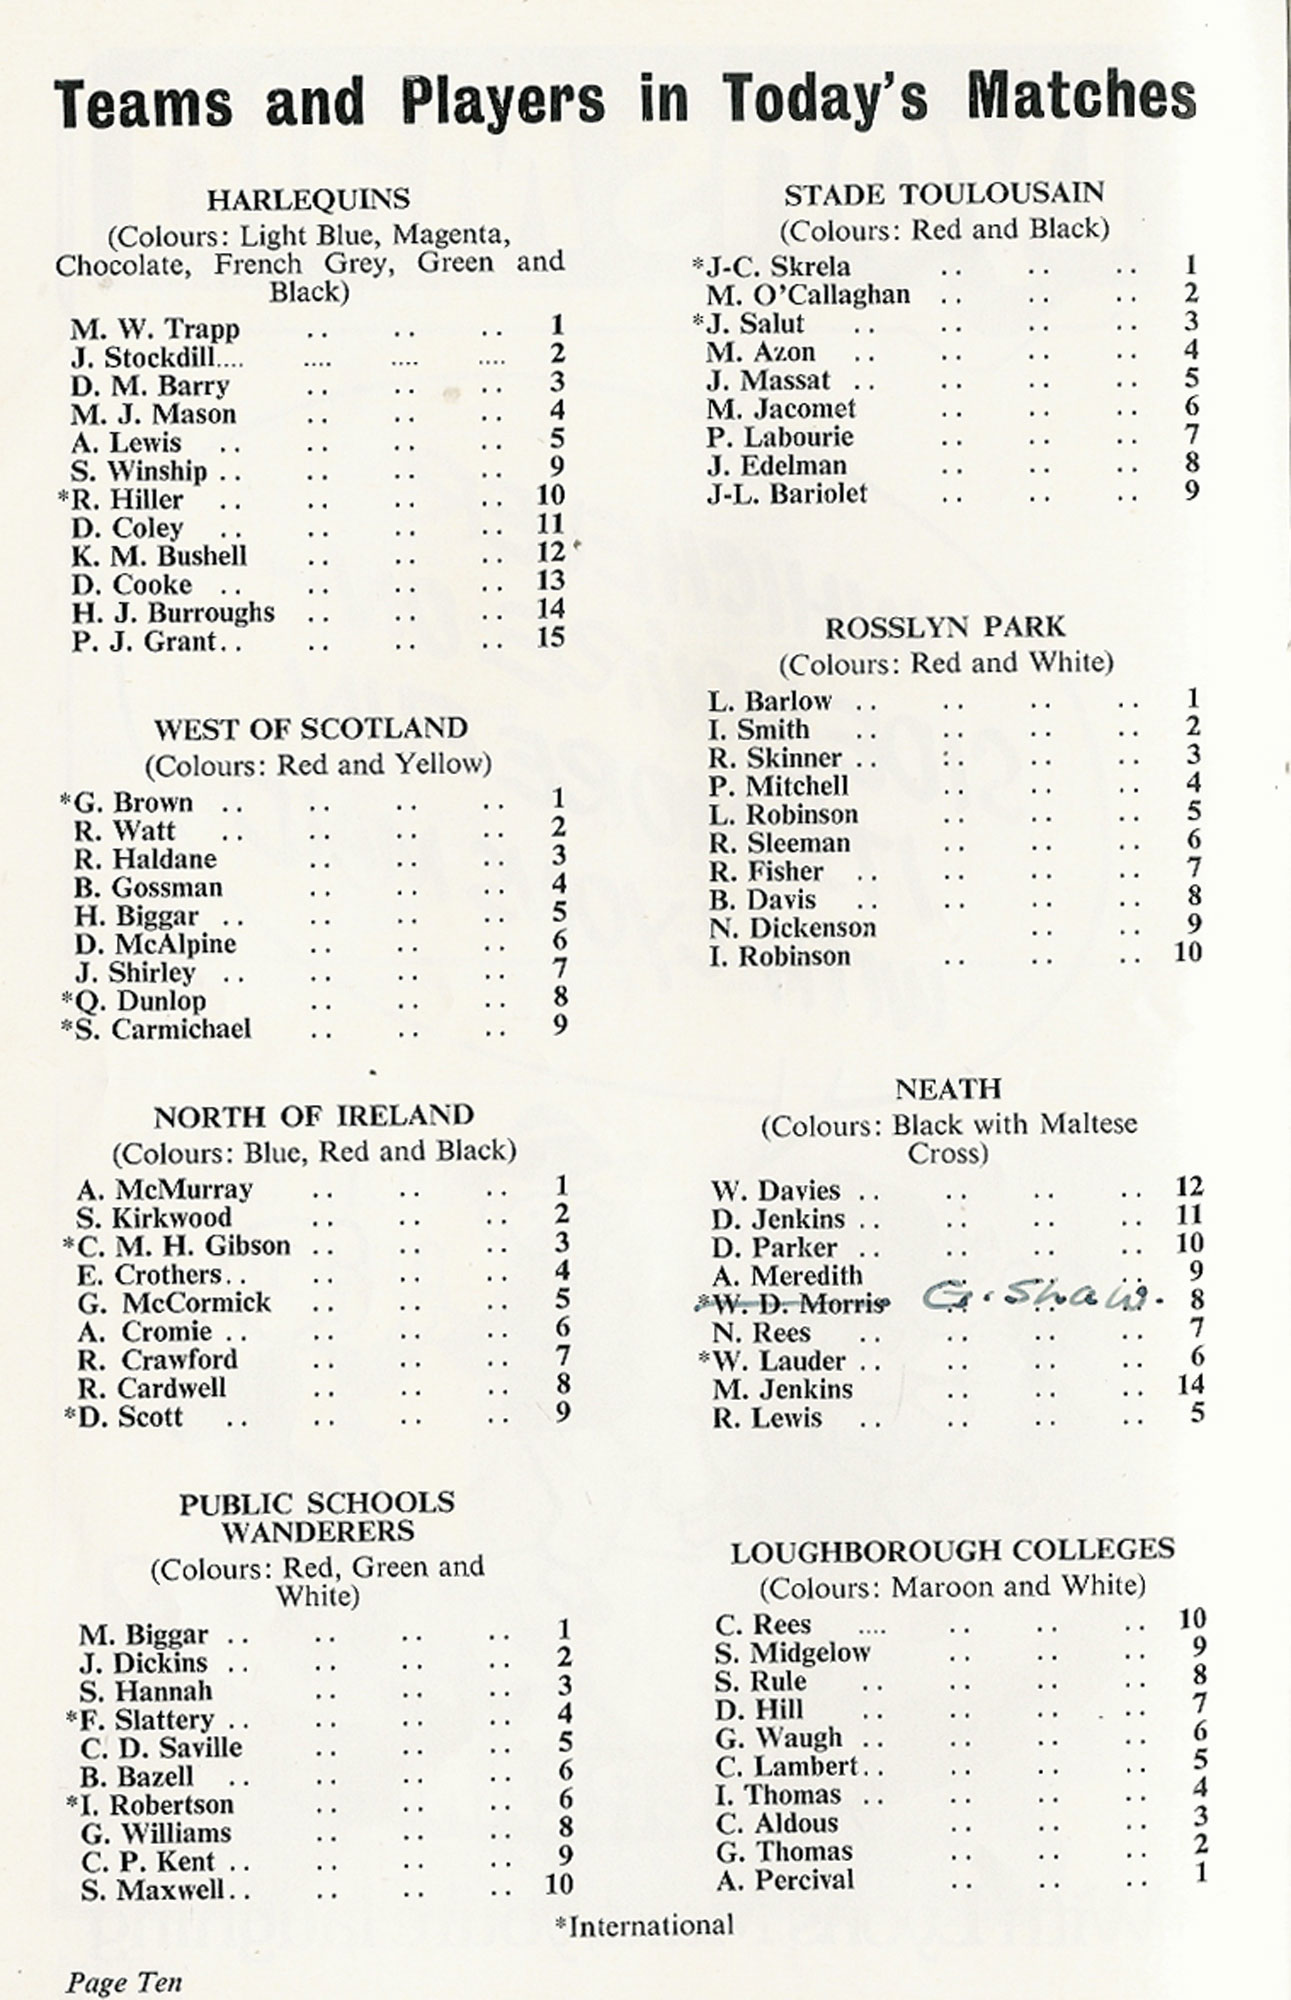 Teams and Players in Today's Matches
HARLEQUINS
(Colours: Light Blue, Magenta,
Chocolate, French Grey, Green and
Black)
M. W. Trapp .. .. .. 1
J. Stockdill.... .... .... 2
D. M. Barry .. .. .. 3
M. J. Mason .. .. .. 4
A. Lewis .. .. .. .. 5
S. Winship .. .. .. .. 9
*R. Hiller .. .. .. .. 10
D. Coley .. .. .. .. 11
K. M. Bushell .. .. .. 12
D. Cooke .. .. .. .. 13
H. J. Burroughs .. .. .. 14
P. J. Grant.. .. .. .. 15
WEST OF SCOTLAND
(Colours: Red and Yellow)
*G. Brown .. .. .. .. 1
R. Watt .. .. .. .. 2
R. Haldane .. .. .. 3
B. Gossman .. .. .. 4
H. Biggar .. .. .. .. 5
D. McAlpine .. .. .. 6
J. Shirley .. .. .. .. 7
*Q. Dunlop .. .. .. 8
*S. Carmichael .. .. .. 9
NORTH OF IRELAND
(Colours: Blue, Red and Black)
A. McMurray .. .. .. 1
S. Kirkwood .. .. .. 2
*C. M. H. Gibson .. .. .. 3
E. Crothers.. .. .. .. 4
G. McCormick .. .. .. 5
A. Cromie .. .. .. .. 6
R. Crawford .. .. .. 7
R. Cardwell .. .. .. 8
*D. Scott .. .. .. .. 9
PUBLIC SCHOOLS
WANDERERS
(Colours: Red, Green and
White)
M. Biggar .. .. .. .. 1
J. Dickins .. .. .. .. 2
S. Hannah .. .. .. 3
*F. Slattery .. .. .. .. 4
C. D. Saville .. .. .. 5
B. Bazell .. .. .. .. 6
*I. Robertson .. .. .. 6
G. Williams .. .. .. 8
C. P. Kent .. .. .. .. 9
S. Maxwell.. .. .. .. 10
STADE TOULOUSAIN
(Colours: Red and Black)
*J-C. Skrela .. .. .. 1
M. O'Callaghan .. .. .. 2
*J. Salut .. .. .. .. 3
M. Azon .. .. .. .. 4
J. Massat .. .. .. .. 5
M. Jacomet .. .. .. 6
P. Labourie .. .. .. 7
J. Edelman .. .. .. 8
J-L. Bariolet .. .. .. 9
ROSSLYN PARK
(Colours: Red and White)
L. Barlow .. .. .. .. 1
I. Smith .. .. .. .. 2
R. Skinner .. :. .. .. 3
P. Mitchell .. .. .. 4
L. Robinson .. .. .. 5
R. Sleeman .. .. .. 6
R. Fisher .. .. .. .. 7
B. Davis .. .. .. .. 8
N. Dickenson .. .. 9
I. Robinson .. .. .. 10
NEATH
(Colours: Black with Maltese
Cross)
W. Davies .. .. .. .. 12
D. Jenkins .. .. .. .. 11
D. Parker .. .. .. .. 10
A. Meredith .. .. .. 9
*W. D. Morris G. Shaw. 8
N. Rees .. .. .. .. 7
*W. Lauder .. .. .. .. 6
M. Jenkins .. .. .. 14
R. Lewis .. .. .. .. 5
LOUGHBOROUGH COLLEGES
(Colours: Maroon and White)
C. Rees .... .. .. .. 10
S. Midgelow .. .. .. 9
S. Rule .. .. .. .. 8
D. Hill .. .. .. .. 7
G. Waugh .. .. .. .. 6
C. Lambert.. .. .. .. 5
I. Thomas .. .. .. .. 4
C. Aldous .. .. .. 3
G. Thomas .. .. .. 2
A. Percival .. .. .. 1
*International
Page Ten